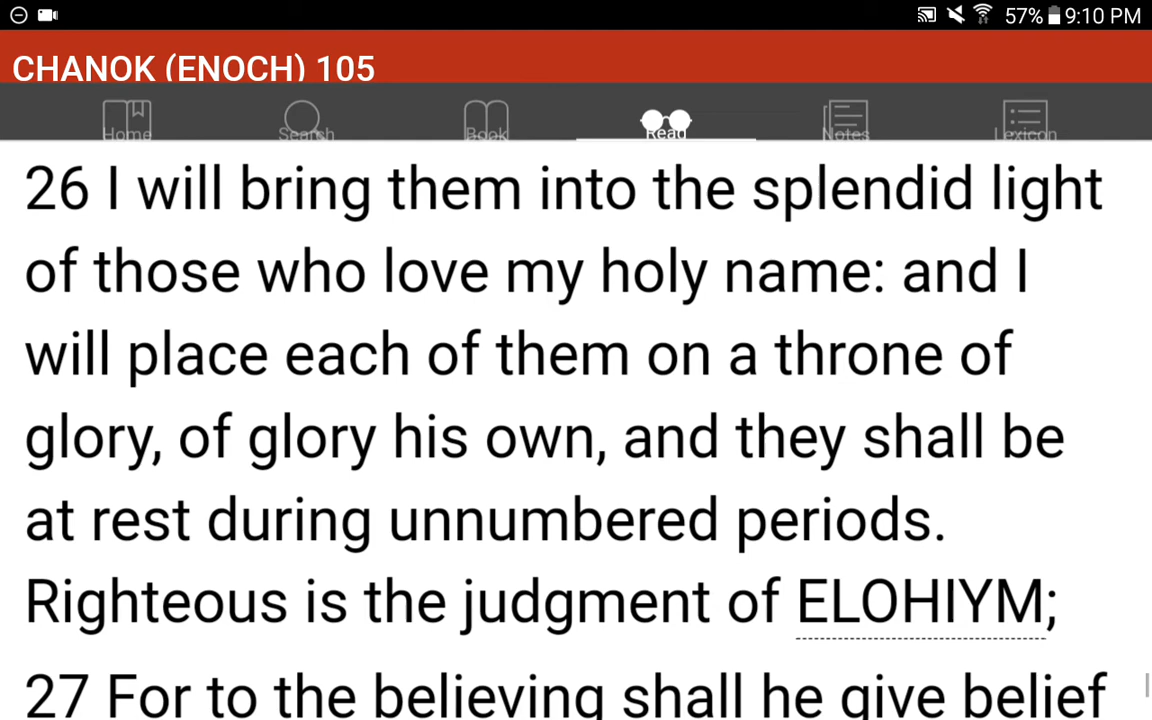 57% 9:10 PM
CHANOK (ENOCH) 105
Home Search Book Read Notes Lexicon
26 I will bring them into the splendid light
of those who love my holy name: and I
will place each of them on a throne of
glory, of glory his own, and they shall be
at rest during unnumbered periods.
Righteous is the judgment of ELOHIYM;
27 For to the believing shall he give belief